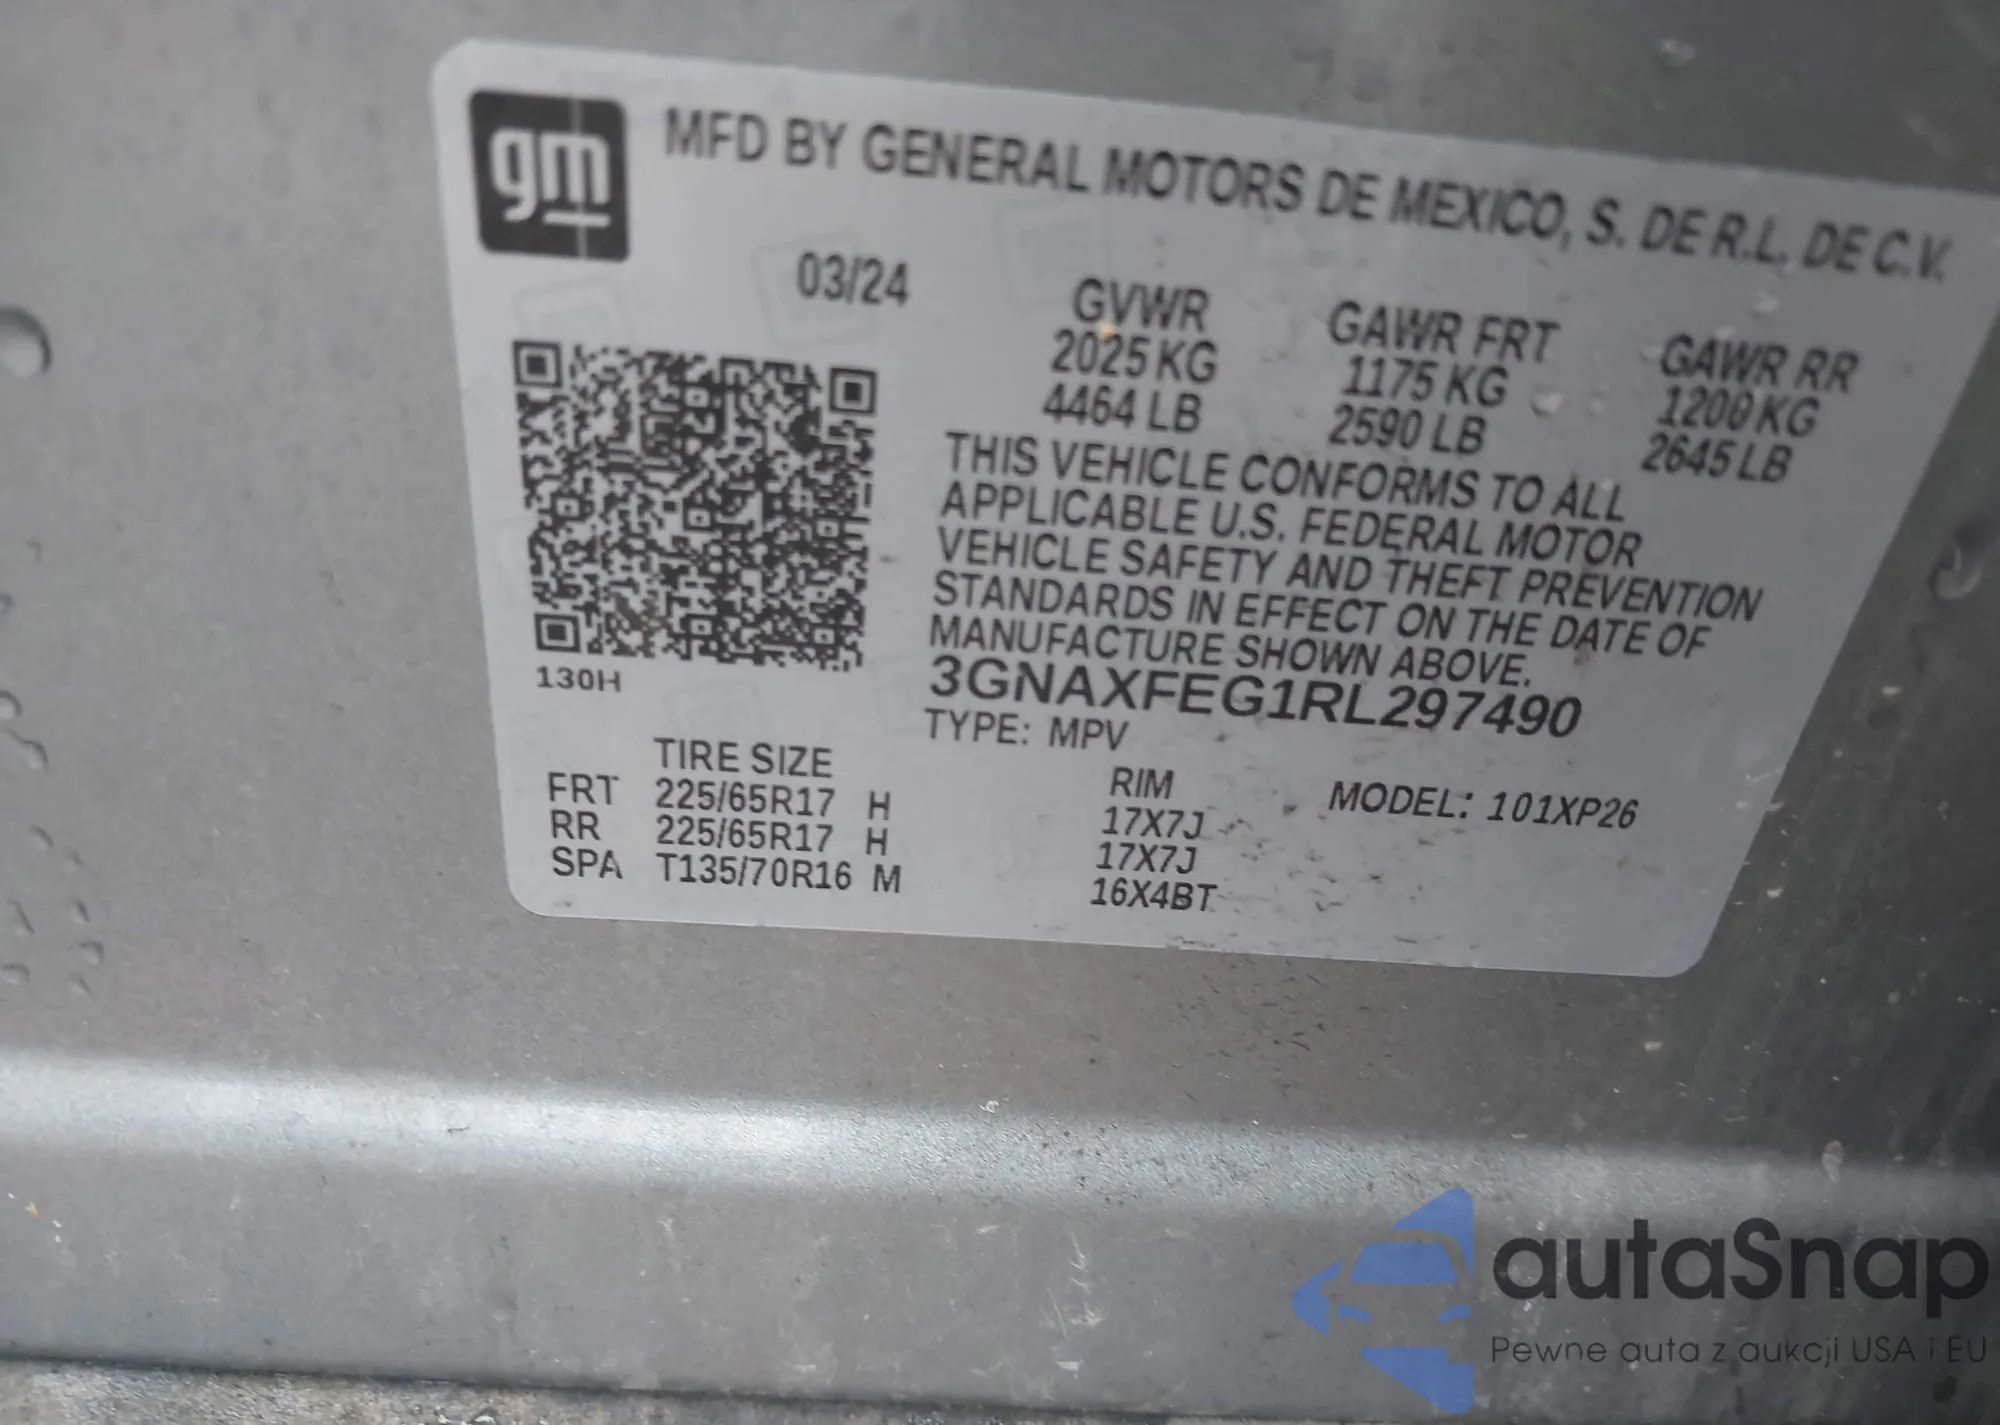 gm
MFD BY GENERAL MOTORS DE MEXICO, S. DE R.L. DE C.V.
03/24
GVWR GAWR FRT GAWR RR
2025 KG 1175 KG 1200 KG
4464 LB 2590 LB 2645 LB
THIS VEHICLE CONFORMS TO ALL
APPLICABLE U.S. FEDERAL MOTOR
VEHICLE SAFETY AND THEFT PREVENTION
STANDARDS IN EFFECT ON THE DATE OF
MANUFACTURE SHOWN ABOVE.
130H
3GNAXFEG1RL297490
TYPE: MPV
TIRE SIZE RIM MODEL: 101XP26
FRT 225/65R17 H 17X7J
RR 225/65R17 H 17X7J
SPA T135/70R16 M 16X4BT
autaSnap
Pewne auta z aukcji USA i EU